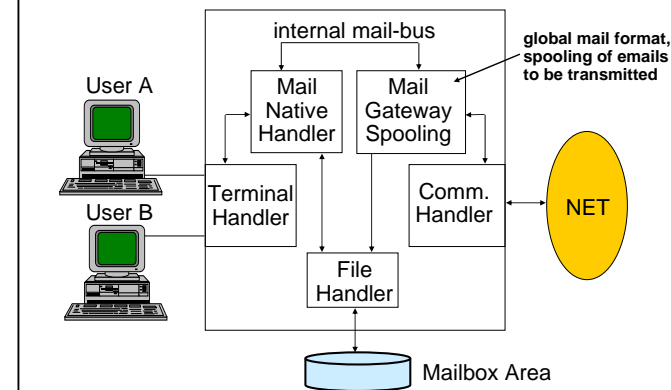 internal mail-bus
global mail format,
spooling of emails
to be transmitted
User A
Mail
Native
Handler
Mail
Gateway
Spooling
Terminal
Handler
User B
Comm.
Handler
NET
File
Handler
Mailbox Area